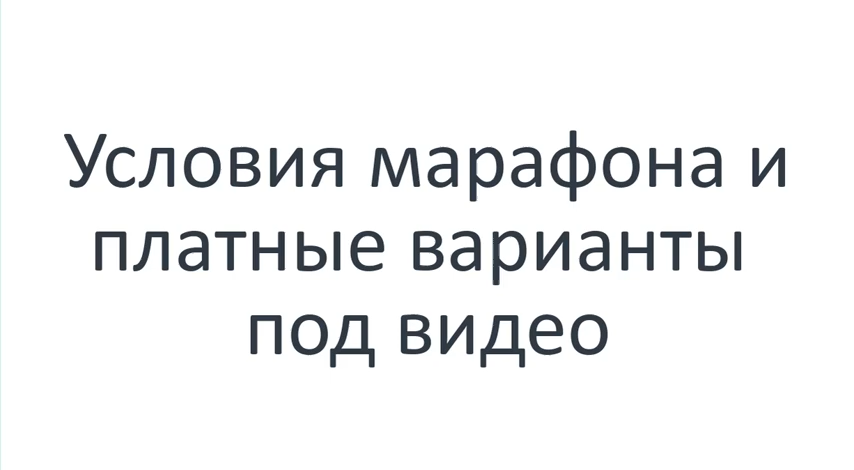 Условия марафона и
платные варианты
под видео